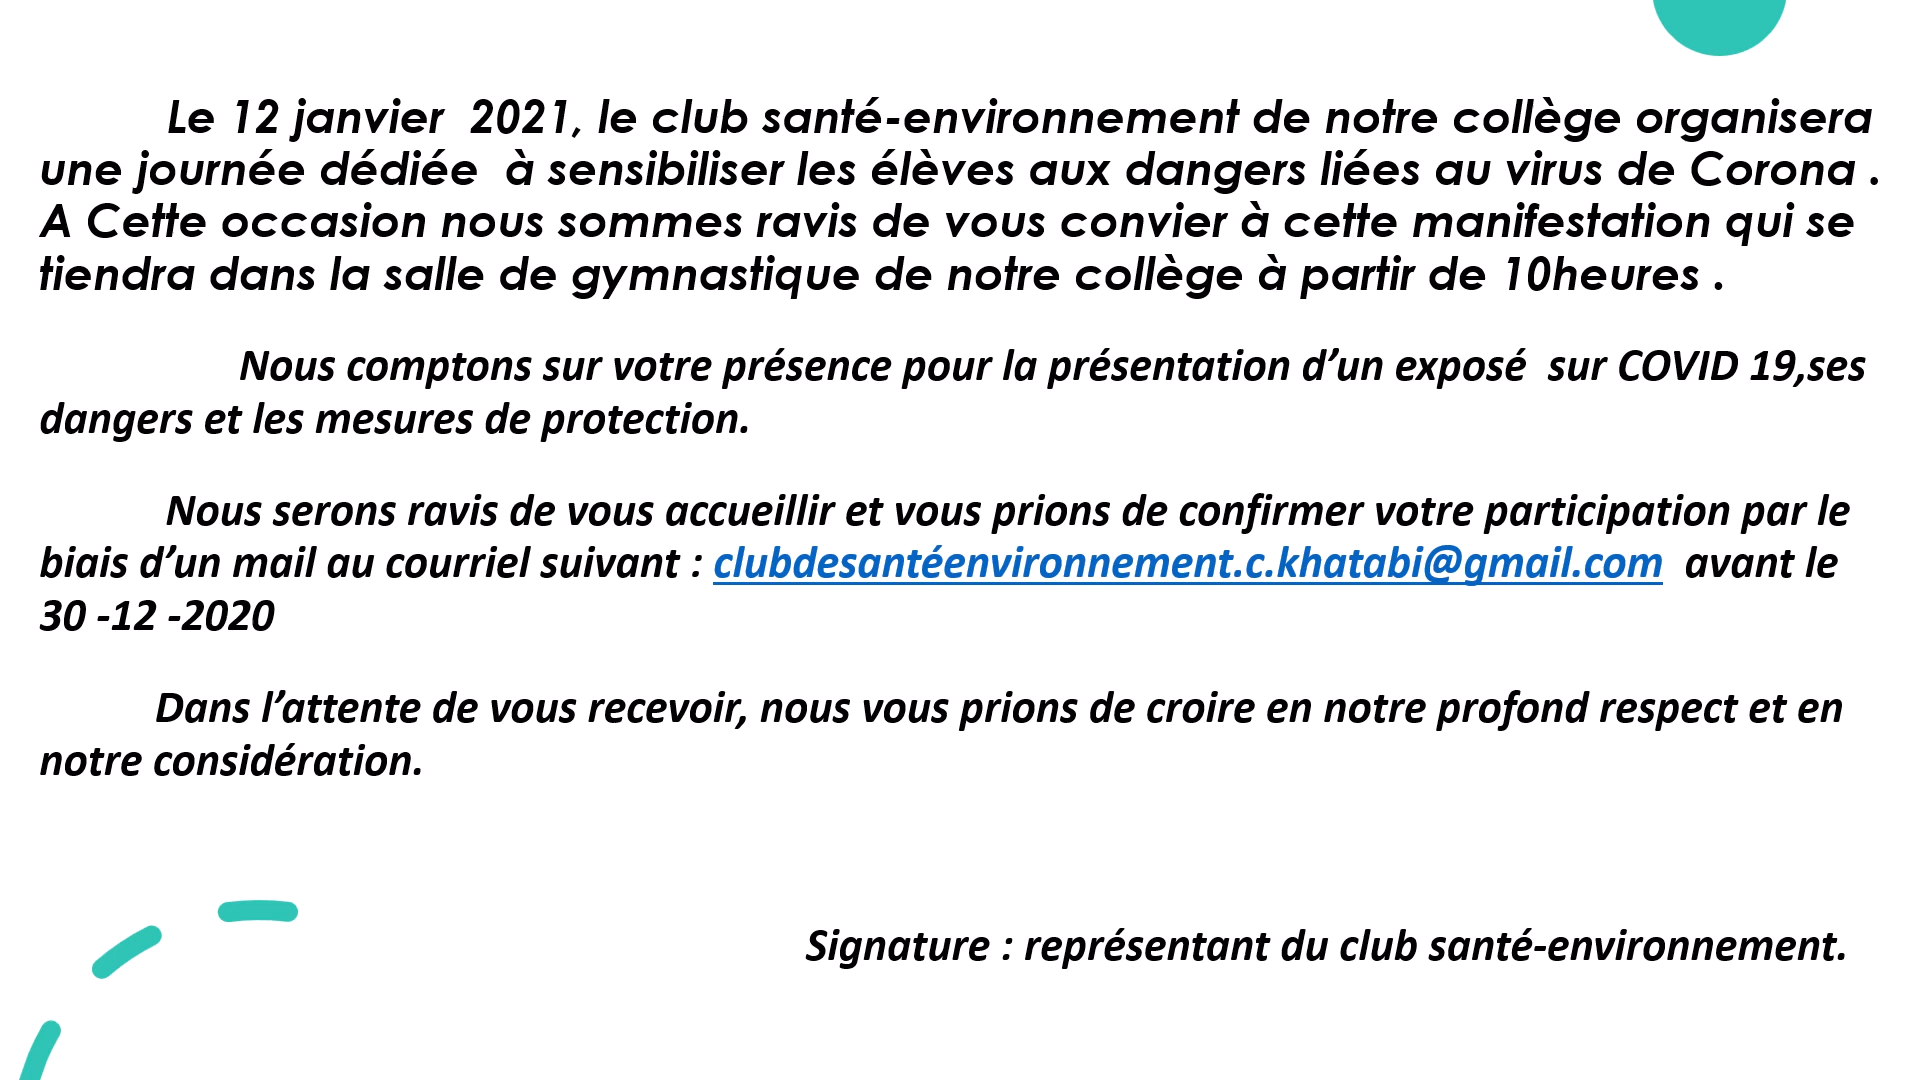 Le 12 janvier  2021, le club santé-environnement de notre collège organisera
une journée dédiée  à sensibiliser les élèves aux dangers liées au virus de Corona .
A Cette occasion nous sommes ravis de vous convier à cette manifestation qui se
tiendra dans la salle de gymnastique de notre collège à partir de 10heures .
Nous comptons sur votre présence pour la présentation d’un exposé  sur COVID 19,ses
dangers et les mesures de protection.
Nous serons ravis de vous accueillir et vous prions de confirmer votre participation par le
biais d’un mail au courriel suivant : clubdesantéenvironnement.c.khatabi@gmail.com  avant le
30 -12 -2020
Dans l’attente de vous recevoir, nous vous prions de croire en notre profond respect et en
notre considération.
Signature : représentant du club santé-environnement.